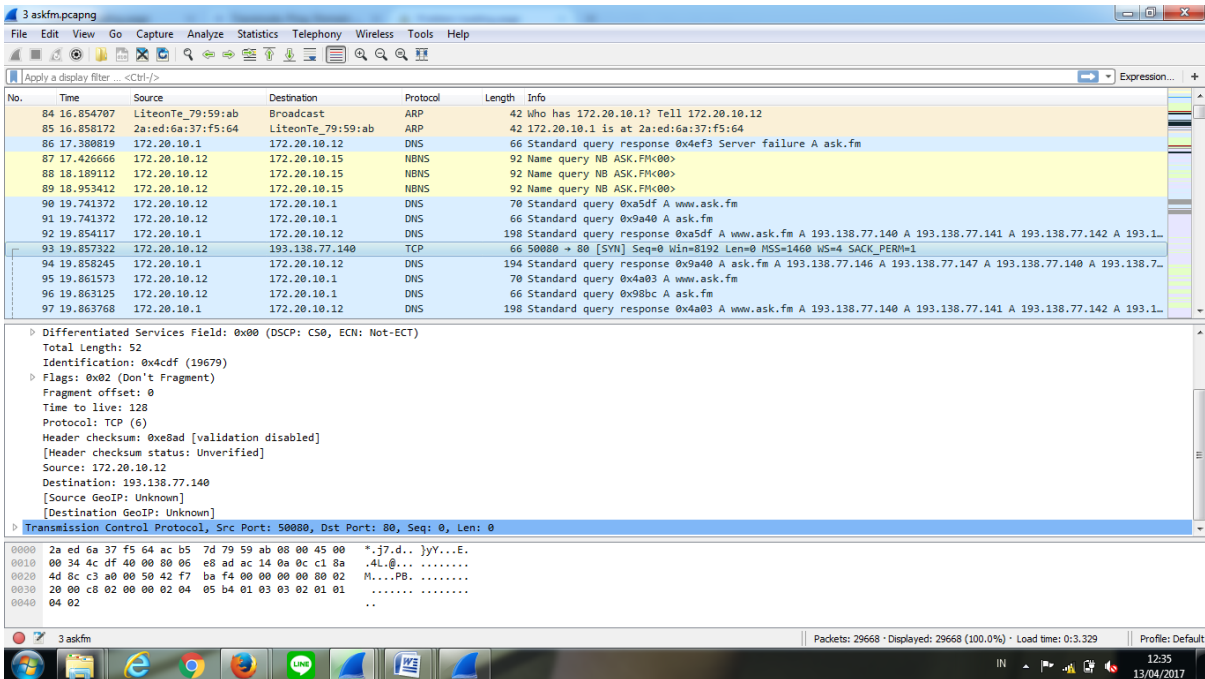 3 askfm.pcapng
File Edit View Go Capture Analyze Statistics Telephony Wireless Tools Help
Apply a display filter ... <Ctrl-/> Expression... +
No. Time Source Destination Protocol Length Info
84 16.854707 LiteonTe_79:59:ab Broadcast ARP 42 Who has 172.20.10.1? Tell 172.20.10.12
85 16.858172 2a:ed:6a:37:f5:64 LiteonTe_79:59:ab ARP 42 172.20.10.1 is at 2a:ed:6a:37:f5:64
86 17.380819 172.20.10.1 172.20.10.12 DNS 66 Standard query response 0x4ef3 Server failure A ask.fm
87 17.426666 172.20.10.12 172.20.10.15 NBNS 92 Name query NB ASK.FM<00>
88 18.189112 172.20.10.12 172.20.10.15 NBNS 92 Name query NB ASK.FM<00>
89 18.953412 172.20.10.12 172.20.10.15 NBNS 92 Name query NB ASK.FM<00>
90 19.741372 172.20.10.12 172.20.10.1 DNS 70 Standard query 0xa5df A www.ask.fm
91 19.741372 172.20.10.12 172.20.10.1 DNS 66 Standard query 0x9a40 A ask.fm
92 19.854117 172.20.10.1 172.20.10.12 DNS 198 Standard query response 0xa5df A www.ask.fm A 193.138.77.140 A 193.138.77.141 A 193.138.77.142 A 193.1...
93 19.857322 172.20.10.12 193.138.77.140 TCP 66 50080 → 80 [SYN] Seq=0 Win=8192 Len=0 MSS=1460 WS=4 SACK_PERM=1
94 19.858245 172.20.10.1 172.20.10.12 DNS 194 Standard query response 0x9a40 A ask.fm A 193.138.77.146 A 193.138.77.147 A 193.138.77.140 A 193.138.7...
95 19.861573 172.20.10.12 172.20.10.1 DNS 70 Standard query 0x4a03 A www.ask.fm
96 19.863125 172.20.10.12 172.20.10.1 DNS 66 Standard query 0x98bc A ask.fm
97 19.863768 172.20.10.1 172.20.10.12 DNS 198 Standard query response 0x4a03 A www.ask.fm A 193.138.77.140 A 193.138.77.141 A 193.138.77.142 A 193.1...
Differentiated Services Field: 0x00 (DSCP: CS0, ECN: Not-ECT)
Total Length: 52
Identification: 0x4cdf (19679)
Flags: 0x02 (Don't Fragment)
Fragment offset: 0
Time to live: 128
Protocol: TCP (6)
Header checksum: 0xe8ad [validation disabled]
[Header checksum status: Unverified]
Source: 172.20.10.12
Destination: 193.138.77.140
[Source GeoIP: Unknown]
[Destination GeoIP: Unknown]
Transmission Control Protocol, Src Port: 50080, Dst Port: 80, Seq: 0, Len: 0
0000 2a ed 6a 37 f5 64 ac b5 7d 79 59 ab 08 00 45 00 *.j7.d.. }yY...E.
0010 00 34 4c df 40 00 80 06 e8 ad ac 14 0a 0c c1 8a .4L.@... ........
0020 4d 8c c3 a0 00 50 42 f7 ba f4 00 00 00 00 80 02 M....PB. ........
0030 20 00 c8 02 00 00 02 04 05 b4 01 03 03 02 01 01 ....... ........
0040 04 02 ..
3 askfm Packets: 29668 · Displayed: 29668 (100.0%) · Load time: 0:3.329 Profile: Default
LINE IN 12:35
13/04/2017